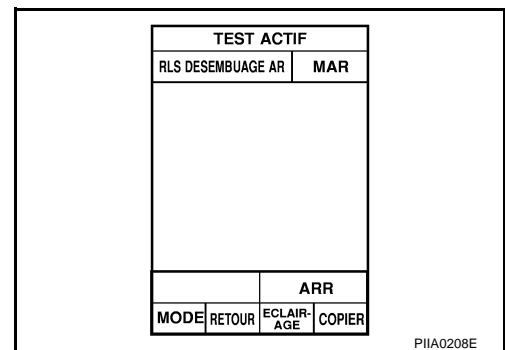 TEST ACTIF
RLS DESEMBUAGE AR MAR
ARR
MODE RETOUR ECLAIR-
AGE COPIER
PIIA0208E